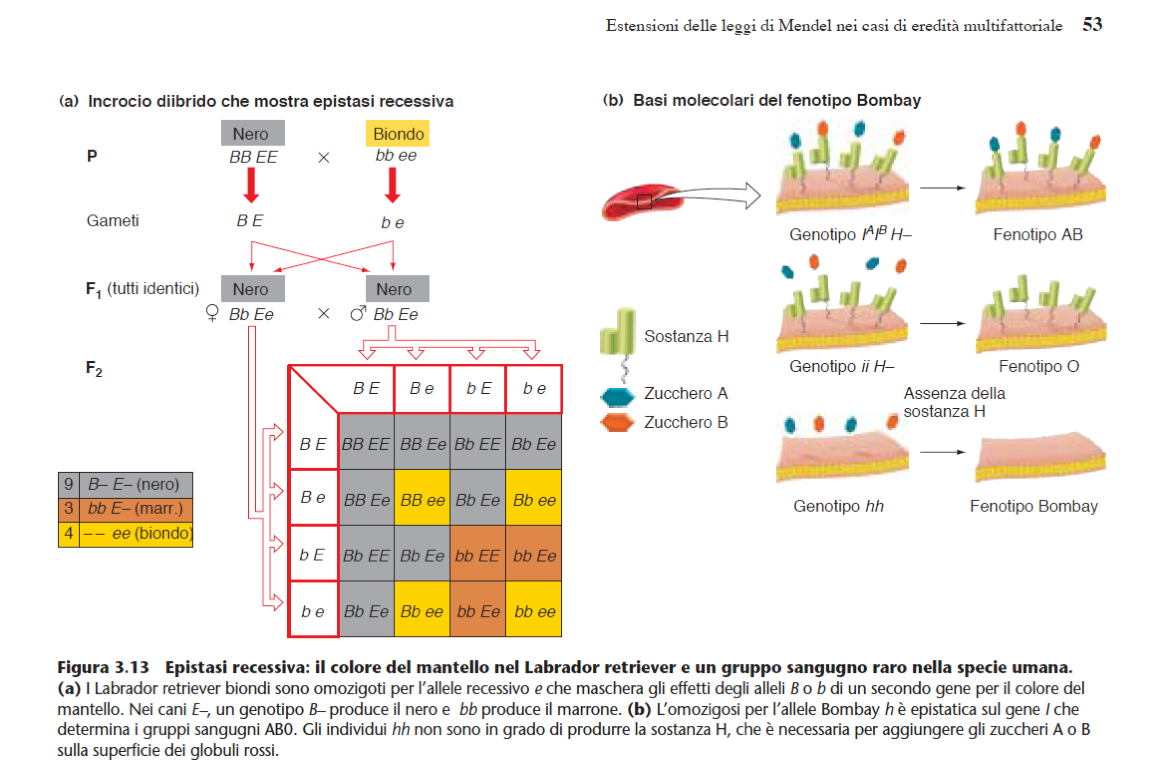 Estensioni delle leggi di Mendel nei casi di eredità multifattoriale 53
(a) Incrocio diibrido che mostra epistasi recessiva
P
Nero
Biondo
BB EE × bb ee
Gameti
B E
b e
F1 (tutti identici)
Nero
Nero
♀ Bb Ee × ♂ Bb Ee
F2
B E B e b E b e
B E BB EE BB Ee Bb EE Bb Ee
B e BB Ee BB ee Bb Ee Bb ee
b E Bb EE Bb Ee bb EE bb Ee
b e Bb Ee Bb ee bb Ee bb ee
9 B– E– (nero)
3 bb E– (marr.)
4 –– ee (biondo)
(b) Basi molecolari del fenotipo Bombay
Genotipo IAIB H–
Fenotipo AB
Genotipo ii H–
Fenotipo O
Sostanza H
Zucchero A
Zucchero B
Assenza della
sostanza H
Genotipo hh
Fenotipo Bombay
Figura 3.13 Epistasi recessiva: il colore del mantello nel Labrador retriever e un gruppo sangugno raro nella specie umana.
(a) I Labrador retriever biondi sono omozigoti per l'allele recessivo e che maschera gli effetti degli alleli B o b di un secondo gene per il colore del
mantello. Nei cani E–, un genotipo B– produce il nero e bb produce il marrone. (b) L'omozigosi per l'allele Bombay h è epistatica sul gene I che
determina i gruppi sangugni AB0. Gli individui hh non sono in grado di produrre la sostanza H, che è necessaria per aggiungere gli zuccheri A o B
sulla superficie dei globuli rossi.